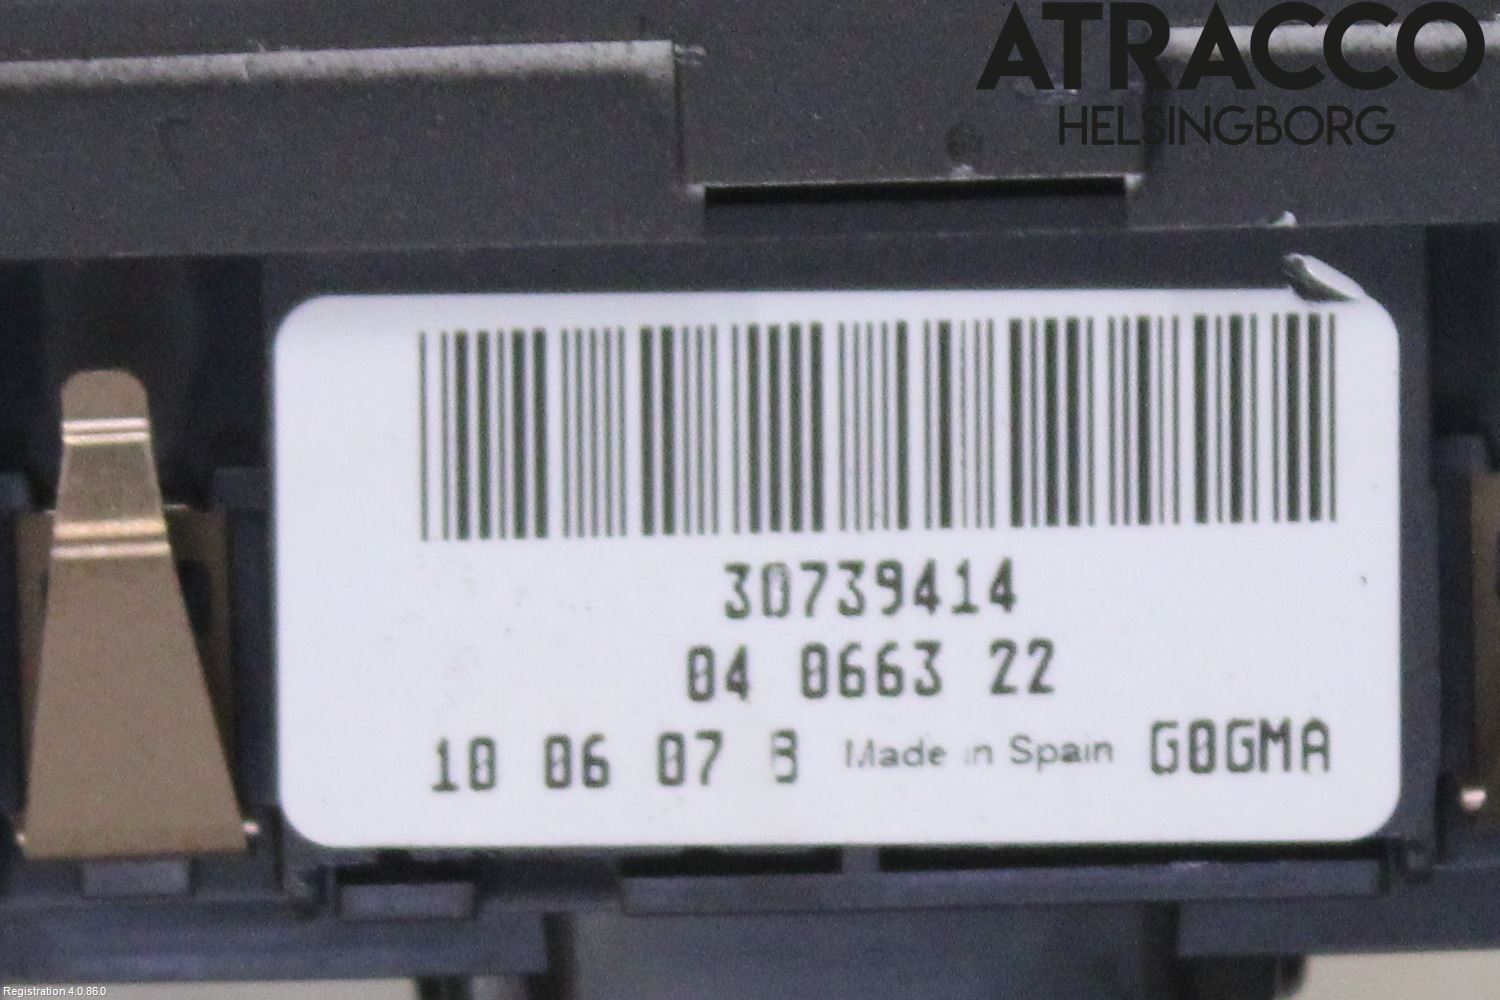 ATRACCO
HELSINGBORG
30739414
04 0663 22
10 06 07 B Made in Spain G0GMA
Registration 4.0.86.0